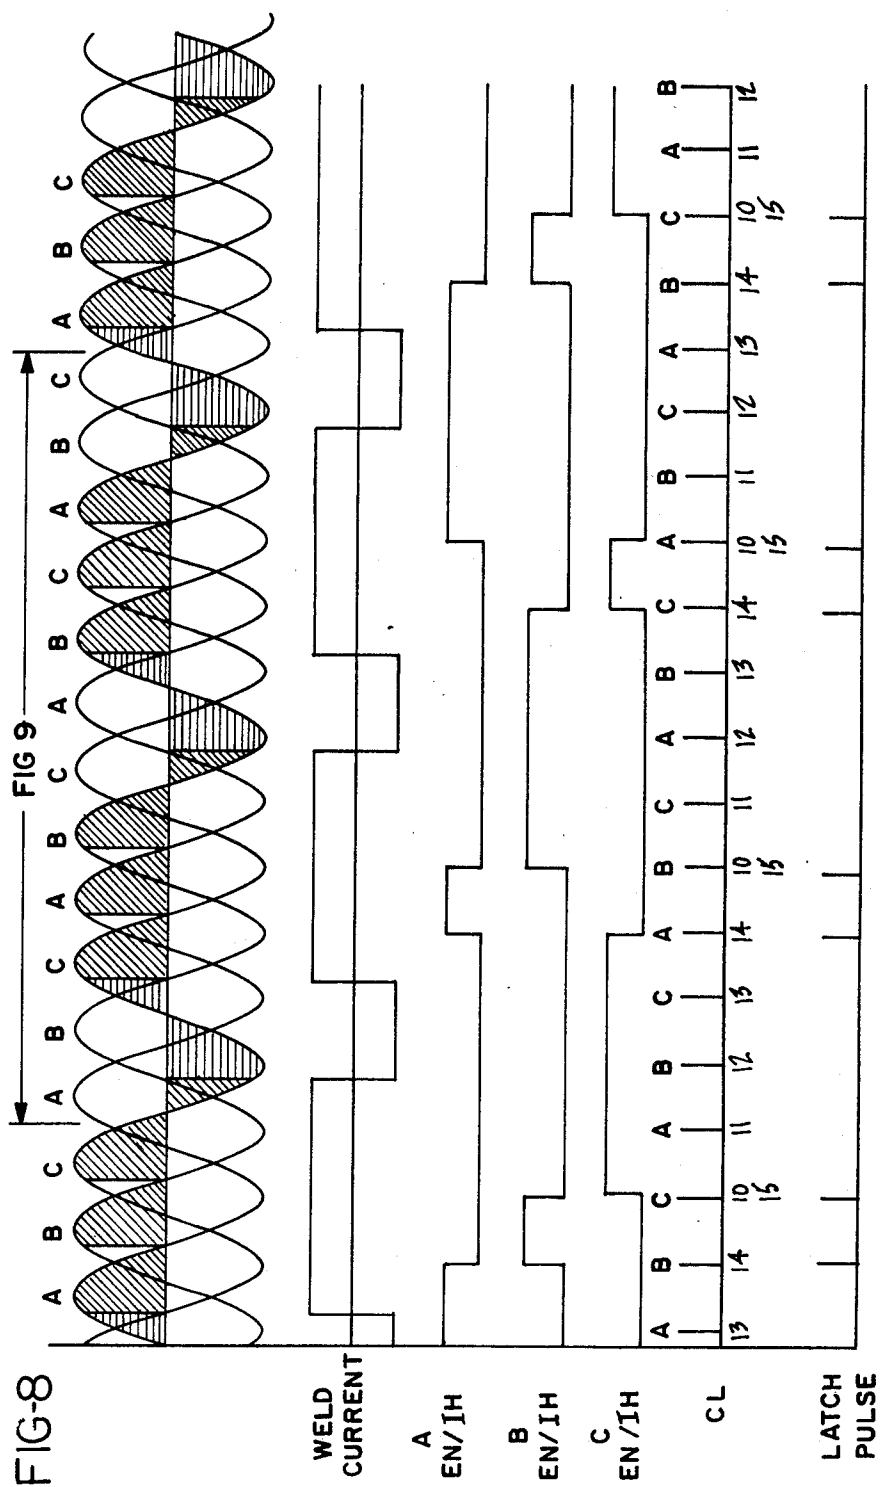 FIG-8
FIG 9
A B C A B C A B C A B C A B C A B C
WELD
CURRENT
A
EN/IH
B
EN/IH
C
EN/IH
A B C A B C A B C A B C A B C A B C A B
CL
13 14 10 11 12 13 14 10 11 12 13 14 10 11 12 13 14 10 11 12
15 15 15 15
LATCH
PULSE